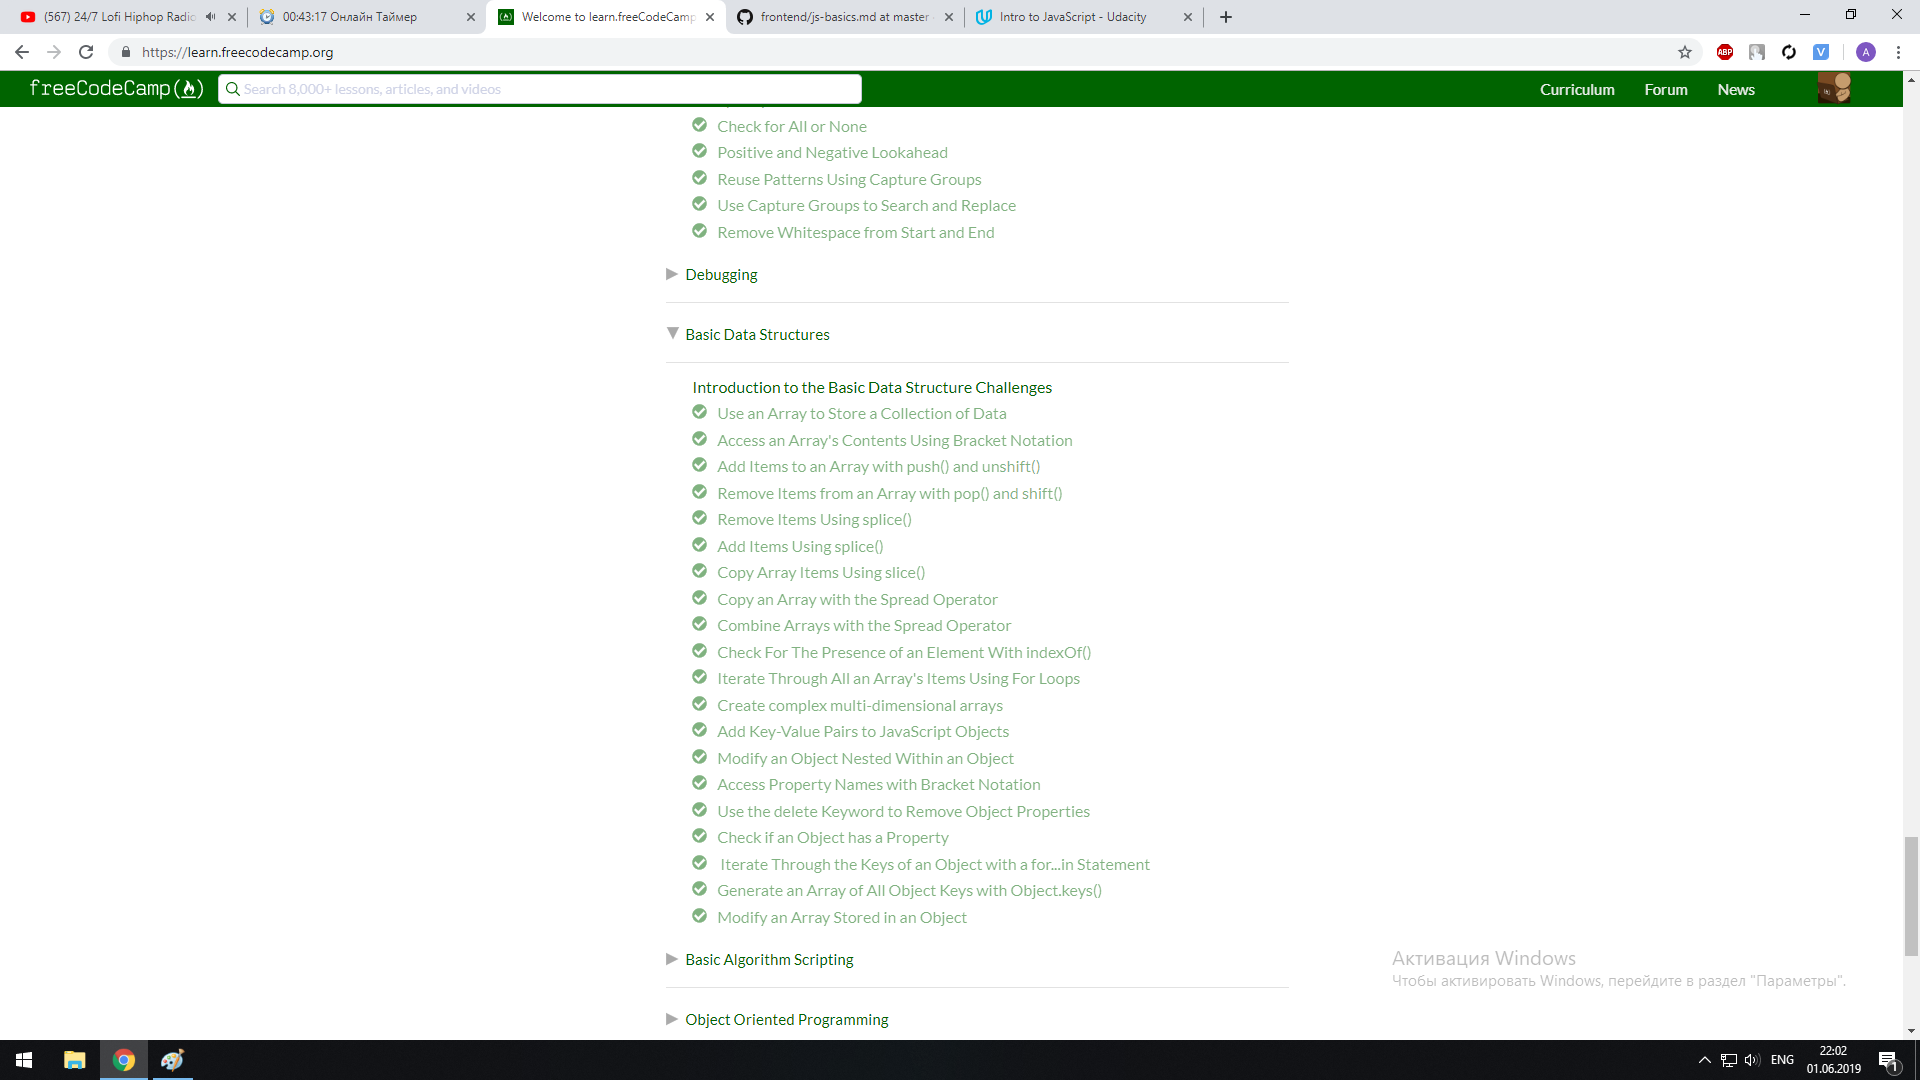 (567) 24/7 Lofi Hiphop Radio
00:43:17 Онлайн Таймер
Welcome to learn.freeCodeCamp
frontend/js-basics.md at master
Intro to JavaScript - Udacity
https://learn.freecodecamp.org
ABP
V
A
freeCodeCamp
Search 8,000+ lessons, articles, and videos
Curriculum
Forum
News
Check for All or None
Positive and Negative Lookahead
Reuse Patterns Using Capture Groups
Use Capture Groups to Search and Replace
Remove Whitespace from Start and End
Debugging
Basic Data Structures
Introduction to the Basic Data Structure Challenges
Use an Array to Store a Collection of Data
Access an Array's Contents Using Bracket Notation
Add Items to an Array with push() and unshift()
Remove Items from an Array with pop() and shift()
Remove Items Using splice()
Add Items Using splice()
Copy Array Items Using slice()
Copy an Array with the Spread Operator
Combine Arrays with the Spread Operator
Check For The Presence of an Element With indexOf()
Iterate Through All an Array's Items Using For Loops
Create complex multi-dimensional arrays
Add Key-Value Pairs to JavaScript Objects
Modify an Object Nested Within an Object
Access Property Names with Bracket Notation
Use the delete Keyword to Remove Object Properties
Check if an Object has a Property
Iterate Through the Keys of an Object with a for...in Statement
Generate an Array of All Object Keys with Object.keys()
Modify an Array Stored in an Object
Basic Algorithm Scripting
Object Oriented Programming
Активация Windows
Чтобы активировать Windows, перейдите в раздел "Параметры".
ENG
22:02
01.06.2019
1